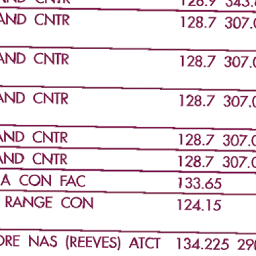 AND CNTR 128.9 343.
AND CNTR 128.7 307.0
AND CNTR 128.7 307.0
AND CNTR 128.7 307.0
AND CNTR 128.7 307.0
AND CNTR 128.7 307.0
A CON FAC 133.65
RANGE CON 124.15
ORE NAS (REEVES) ATCT 134.225 29